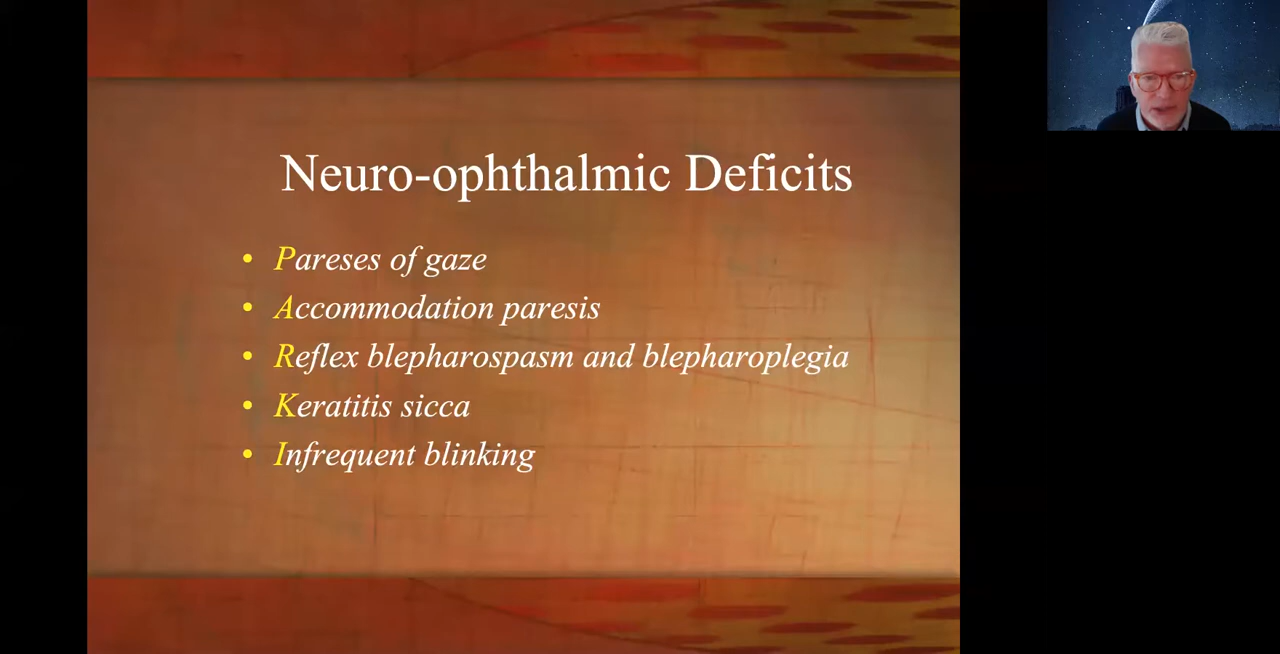 Neuro-ophthalmic Deficits
• Pareses of gaze
• Accommodation paresis
• Reflex blepharospasm and blepharoplegia
• Keratitis sicca
• Infrequent blinking